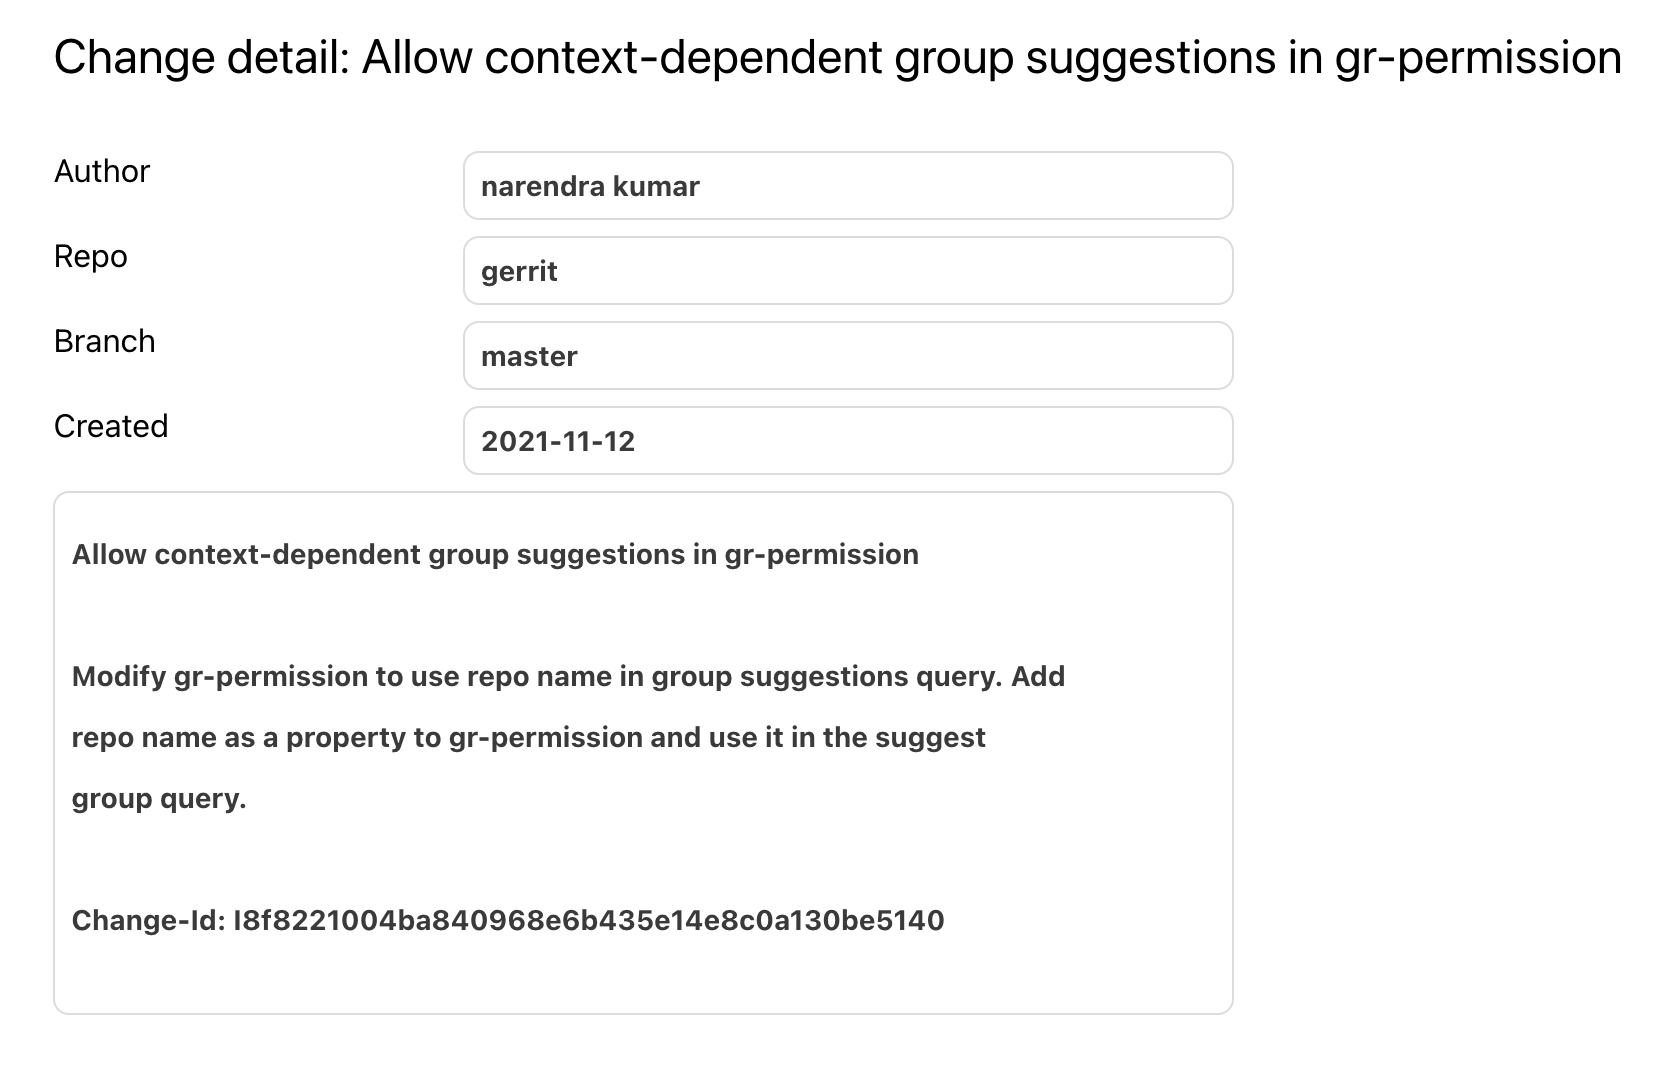 Change detail: Allow context-dependent group suggestions in gr-permission
Author
narendra kumar
Repo
gerrit
Branch
master
Created
2021-11-12
Allow context-dependent group suggestions in gr-permission
Modify gr-permission to use repo name in group suggestions query. Add
repo name as a property to gr-permission and use it in the suggest
group query.
Change-Id: I8f8221004ba840968e6b435e14e8c0a130be5140